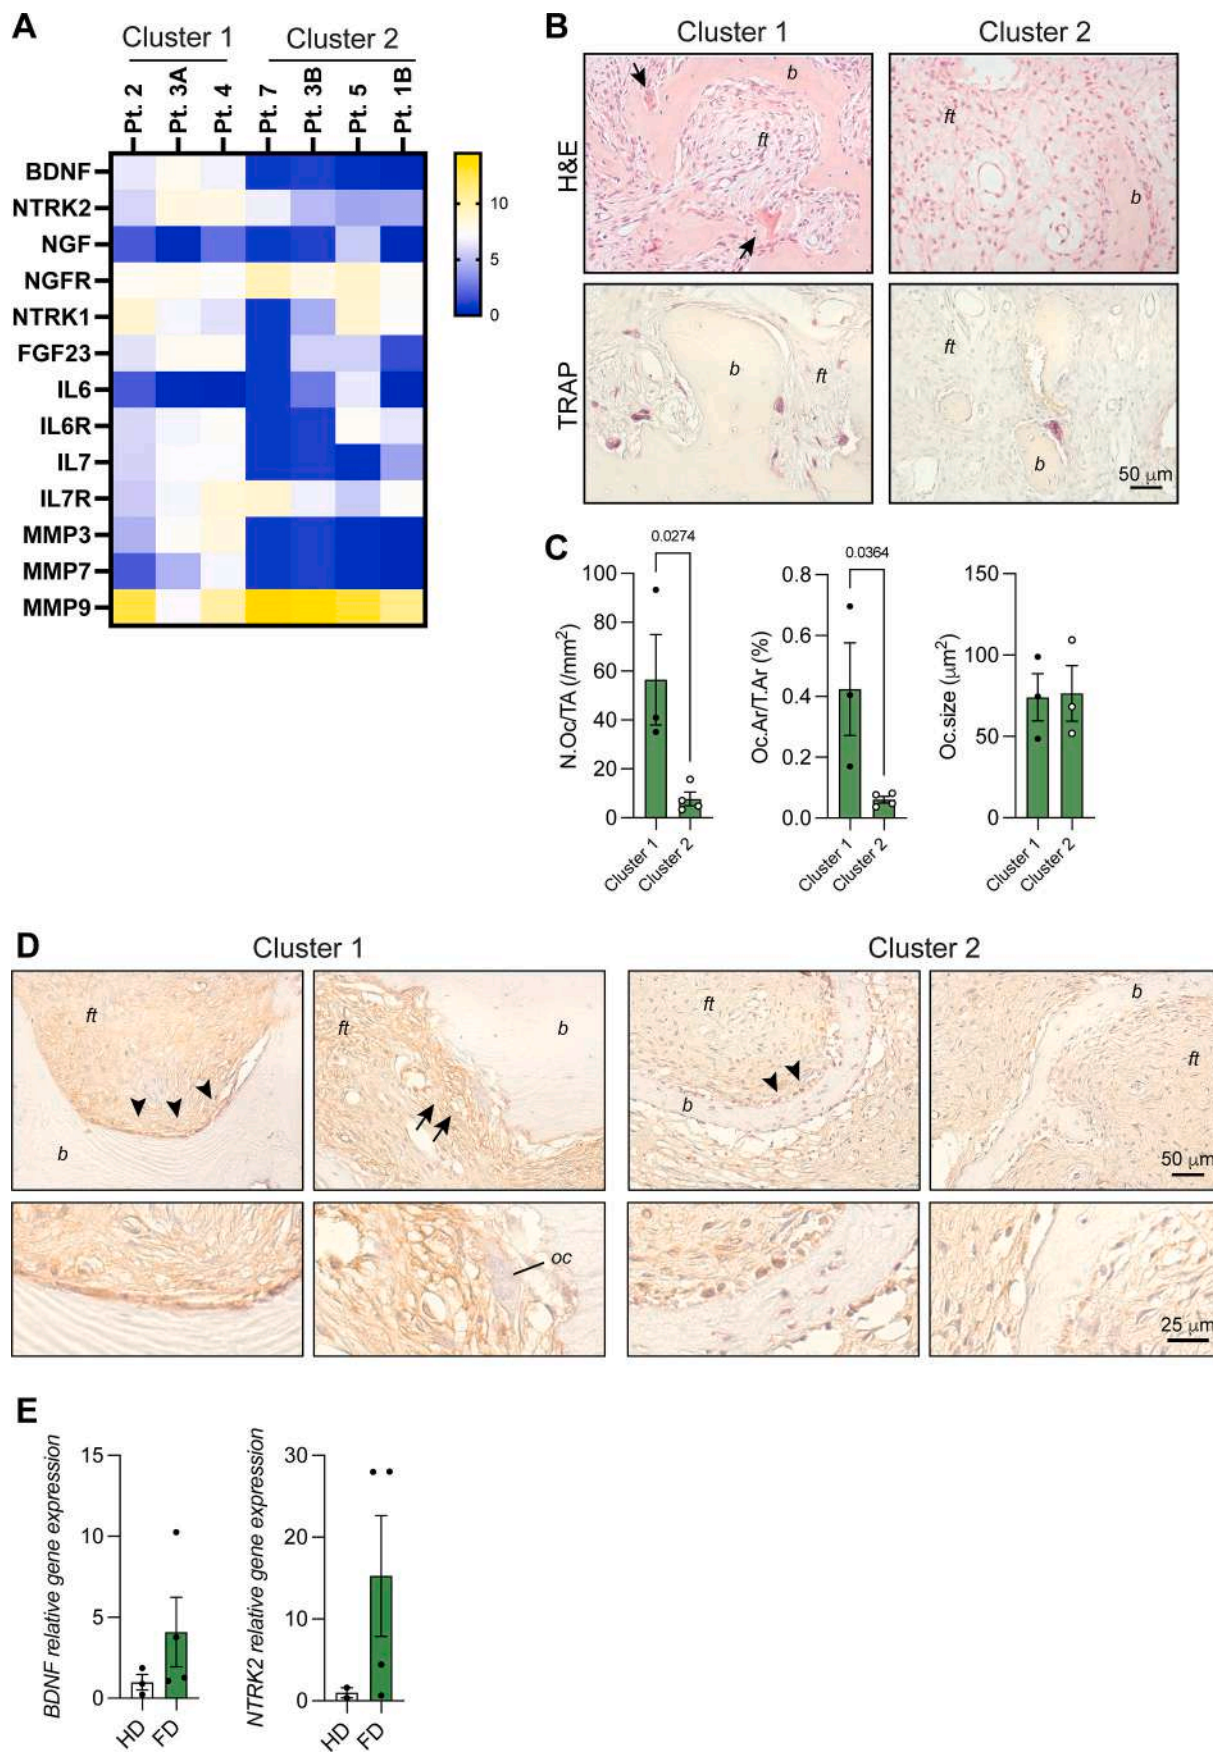 A
Cluster 1 Cluster 2
Pt. 2 Pt. 3A Pt. 4 Pt. 7 Pt. 3B Pt. 5 Pt. 1B
BDNF
NTRK2
NGF
NGFR
NTRK1
FGF23
IL6
IL6R
IL7
IL7R
MMP3
MMP7
MMP9
10
5
0
B
Cluster 1 Cluster 2
H&E
b
ft
ft
b
TRAP
b
ft
ft
b
50 μm
C
0.0274
N.Oc/TA (/mm²)
100
80
60
40
20
0
Cluster 1 Cluster 2
0.0364
Oc.Ar/T.Ar (%)
0.8
0.6
0.4
0.2
0.0
Cluster 1 Cluster 2
Oc.size (μm²)
150
100
50
0
Cluster 1 Cluster 2
D
Cluster 1 Cluster 2
ft
b
ft
b
ft
b
b
ft
50 μm
oc
25 μm
E
BDNF relative gene expression
15
10
5
0
HD FD
NTRK2 relative gene expression
30
20
10
0
HD FD